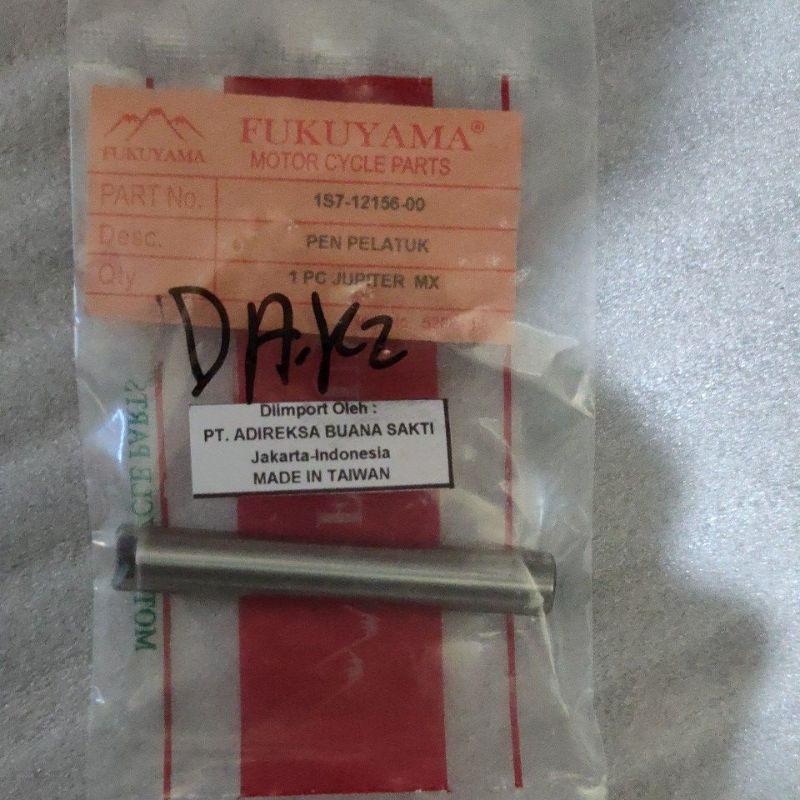 FUKUYAMA®
FUKUYAMA
MOTOR CYCLE PARTS
PART No. 1S7-12156-00
Desc. PEN PELATUK
Qty 1 PC JUPITER MX
DA.K2
Diimport Oleh :
PT. ADIREKSA BUANA SAKTI
Jakarta-Indonesia
MADE IN TAIWAN